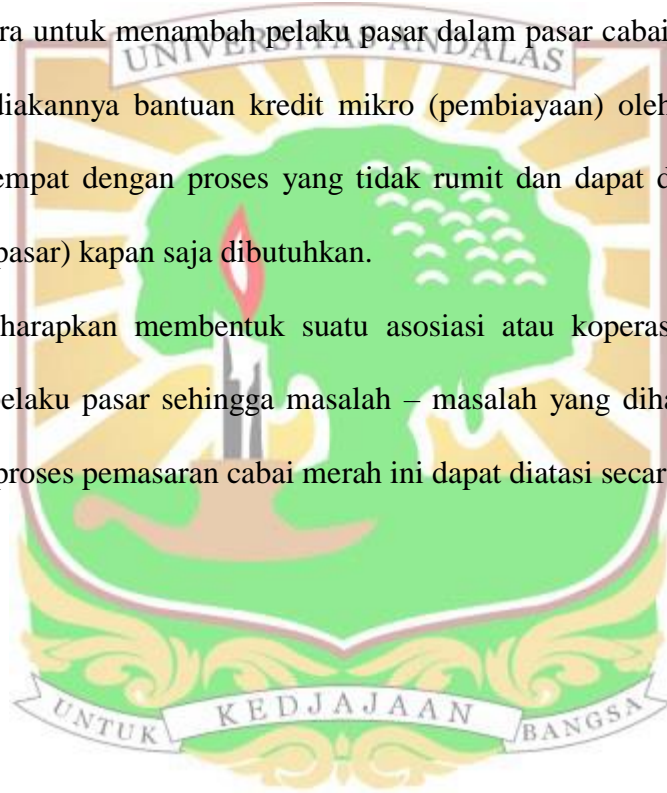 ra untuk menambah pelaku pasar dalam pasar cabai
UNIVERSITAS ANDALAS
diakannya bantuan kredit mikro (pembiayaan) oleh
empat dengan proses yang tidak rumit dan dapat d
pasar) kapan saja dibutuhkan.
harapkan membentuk suatu asosiasi atau koperas
pelaku pasar sehingga masalah – masalah yang diha
proses pemasaran cabai merah ini dapat diatasi secar
UNTUK KEDJAJAAN BANGSA